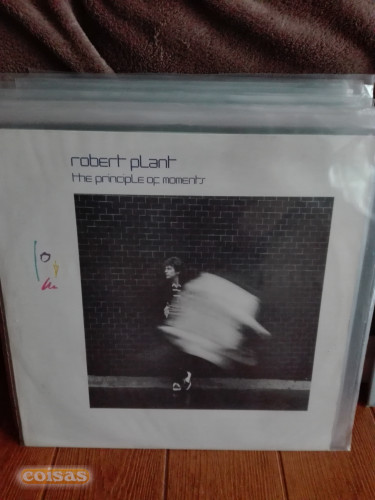 robert plant
the principle of moments
coisas